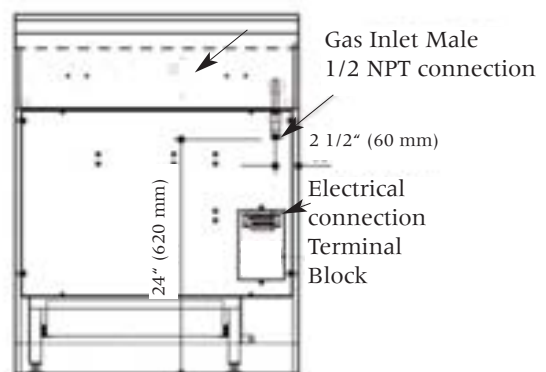 Gas Inlet Male
1/2 NPT connection
2 1/2“ (60 mm)
Electrical
connection
Terminal
Block
24“ (620 mm)